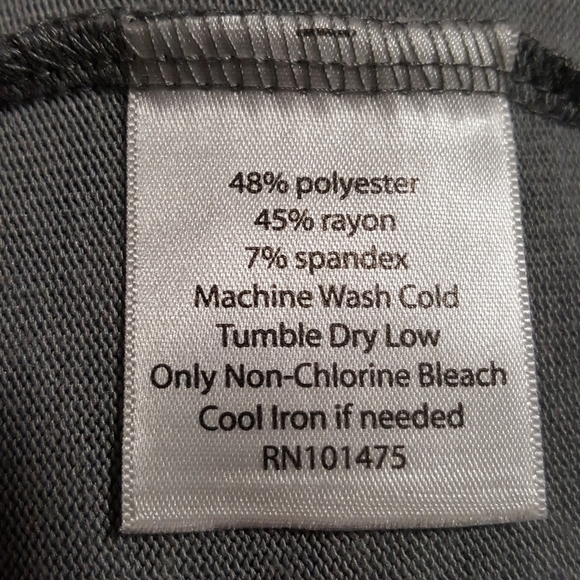 48% polyester
45% rayon
7% spandex
Machine Wash Cold
Tumble Dry Low
Only Non-Chlorine Bleach
Cool Iron if needed
RN101475